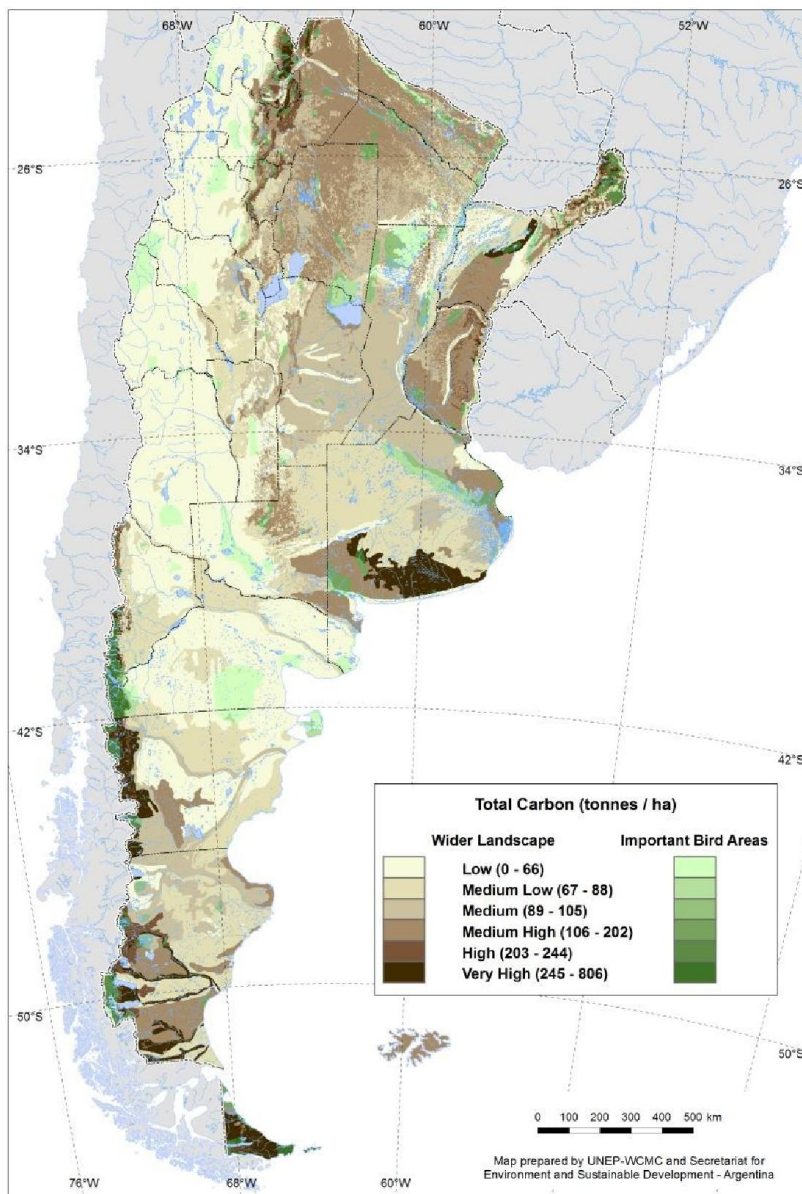 68°W
60°W
52°W
26°S
26°S
34°S
34°S
42°S
42°S
Total Carbon (tonnes / ha)
Wider Landscape Important Bird Areas
Low (0 - 66)
Medium Low (67 - 88)
Medium (89 - 105)
Medium High (106 - 202)
High (203 - 244)
Very High (245 - 806)
50°S
50°S
0 100 200 300 400 500 km
Map prepared by UNEP-WCMC and Secretariat for
Environment and Sustainable Development - Argentina
76°W
68°W
60°W